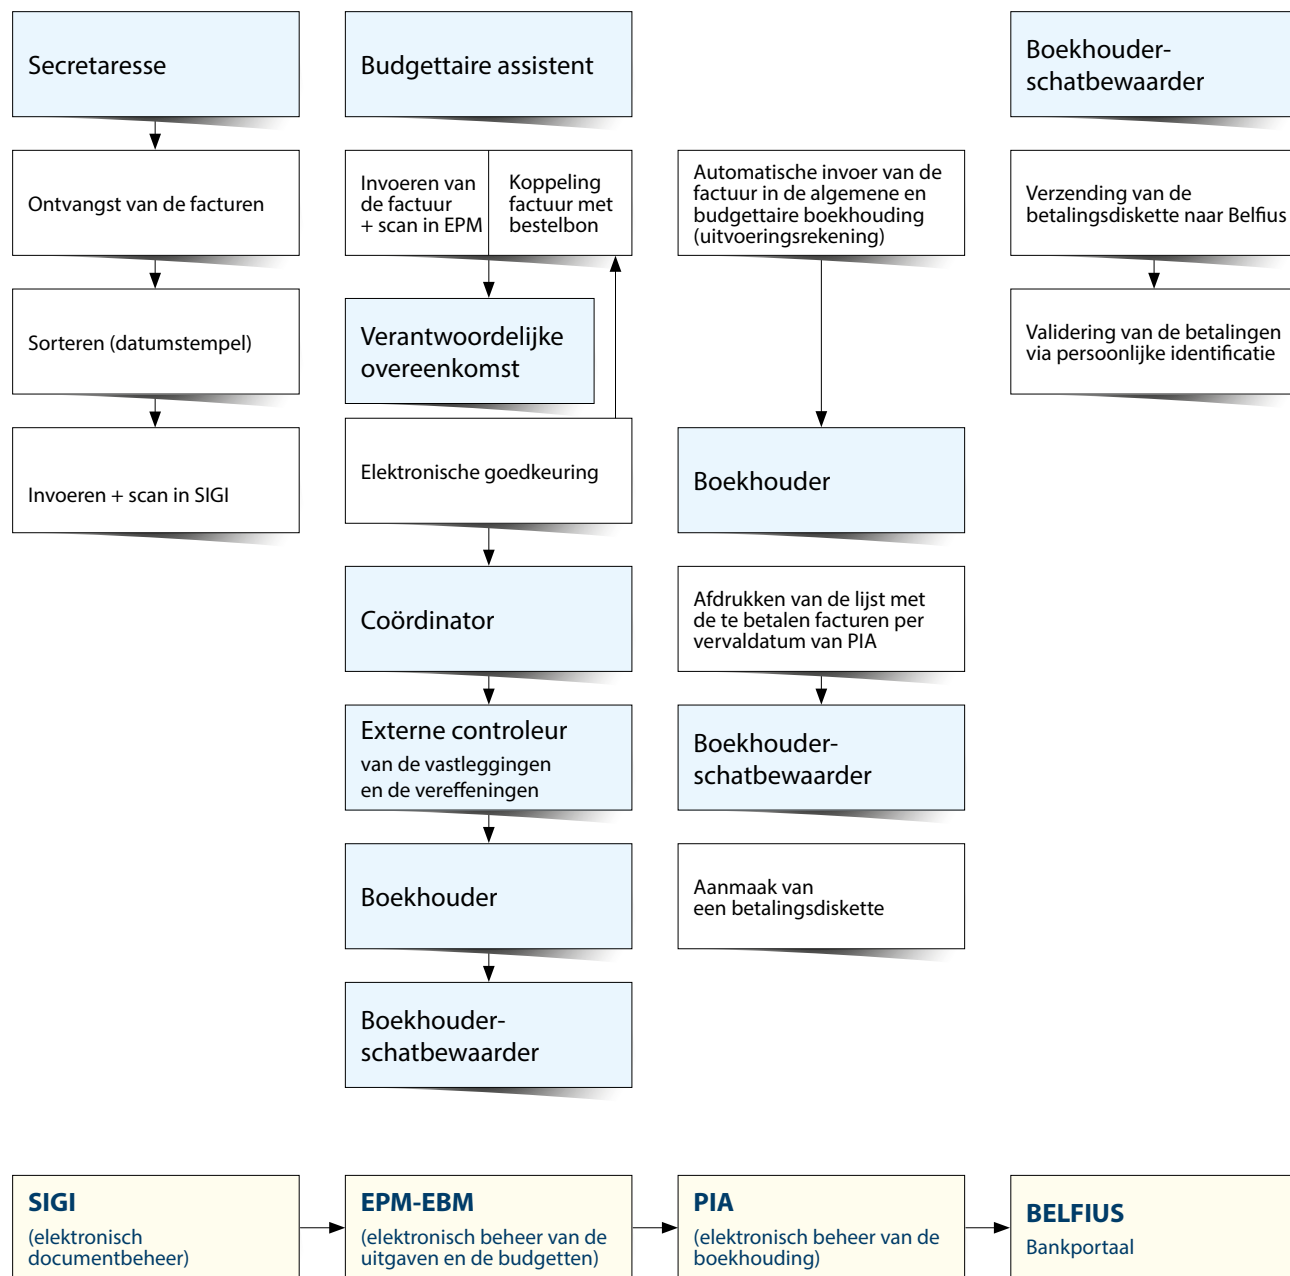 Secretaresse
Ontvangst van de facturen
Sorteren (datumstempel)
Invoeren + scan in SIGI
Budgettaire assistent
Invoeren van
de factuur
+ scan in EPM
Koppeling
factuur met
bestelbon
Verantwoordelijke
overeenkomst
Elektronische goedkeuring
Coördinator
Externe controleur
van de vastleggingen
en de vereffeningen
Boekhouder
Boekhouder-
schatbewaarder
Automatische invoer van de
factuur in de algemene en
budgettaire boekhouding
(uitvoeringsrekening)
Boekhouder
Afdrukken van de lijst met
de te betalen facturen per
vervaldatum van PIA
Boekhouder-
schatbewaarder
Aanmaak van
een betalingsdiskette
Boekhouder-
schatbewaarder
Verzending van de
betalingsdiskette naar Belfius
Validering van de betalingen
via persoonlijke identificatie
SIGI
(elektronisch
documentbeheer)
EPM-EBM
(elektronisch beheer van de
uitgaven en de budgetten)
PIA
(elektronisch beheer van de
boekhouding)
BELFIUS
Bankportaal